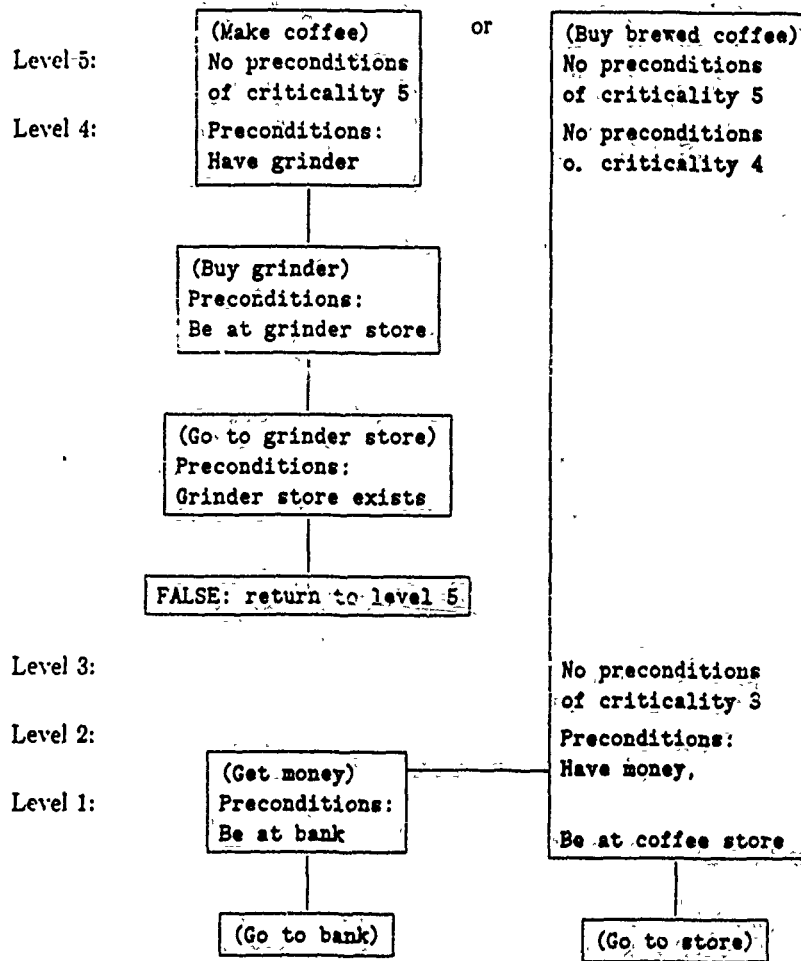 (Make coffee)
or
(Buy brewed coffee)
Level 5:
No preconditions
of criticality 5
No preconditions
of criticality 5
Level 4:
Preconditions:
Have grinder
No preconditions
o. criticality 4
(Buy grinder)
Preconditions:
Be at grinder store
(Go to grinder store)
Preconditions:
Grinder store exists
FALSE: return to level 5
Level 3:
No preconditions
of criticality 3
Level 2:
Preconditions:
Have money,
(Get money)
Level 1:
Preconditions:
Be at bank
Be at coffee store
(Go to bank)
(Go to store)